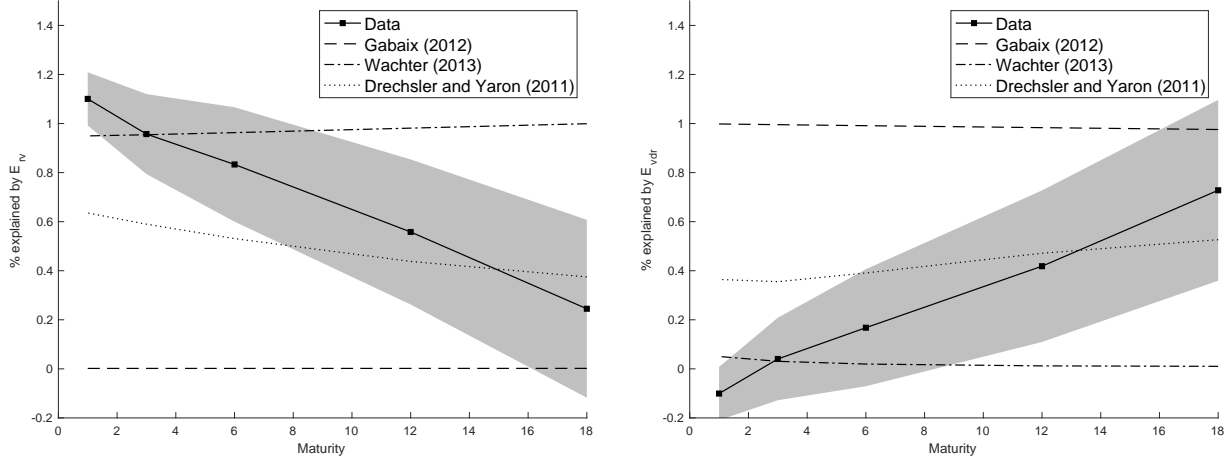 1.4
1.2
1
0.8
0.6
0.4
0.2
0
-0.2
% explained by E rv
0 2 4 6 8 10 12 14 16 18
Maturity
Data
Gabaix (2012)
Wachter (2013)
Drechsler and Yaron (2011)
1.4
1.2
1
0.8
0.6
0.4
0.2
0
-0.2
% explained by E vdr
0 2 4 6 8 10 12 14 16 18
Maturity
Data
Gabaix (2012)
Wachter (2013)
Drechsler and Yaron (2011)